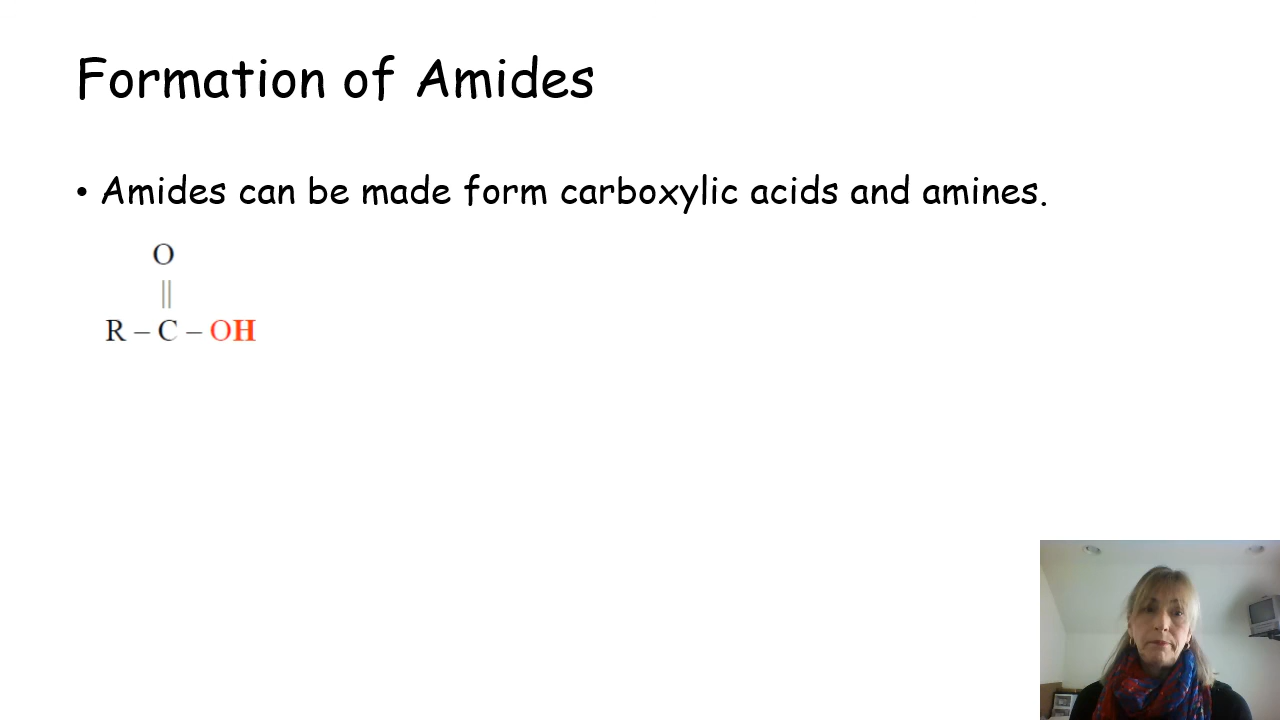 Formation of Amides
• Amides can be made form carboxylic acids and amines.
O
||
R – C – OH